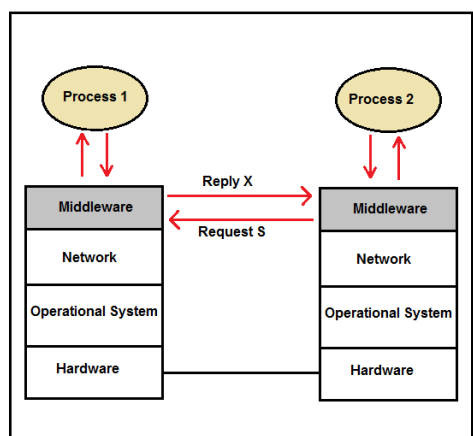 Process 1
Process 2
Reply X
Request S
Middleware
Network
Operational System
Hardware
Middleware
Network
Operational System
Hardware